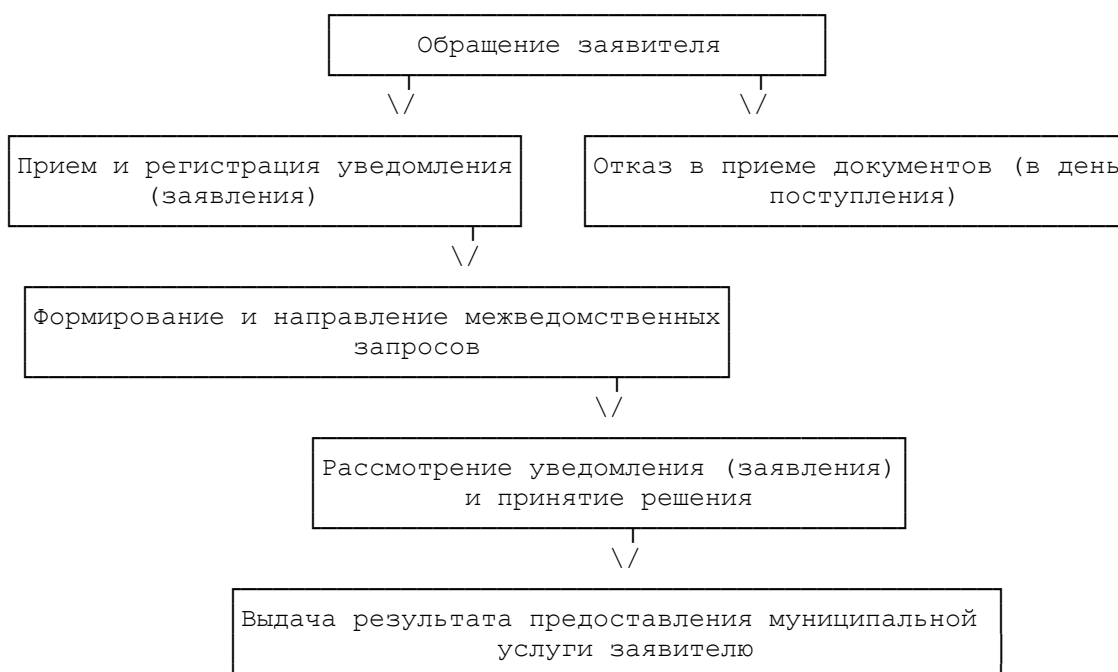 Обращение заявителя
\/ \/
Прием и регистрация уведомления
(заявления)
Отказ в приеме документов (в день
поступления)
\/
Формирование и направление межведомственных
запросов
\/
Рассмотрение уведомления (заявления)
и принятие решения
\/
Выдача результата предоставления муниципальной
услуги заявителю